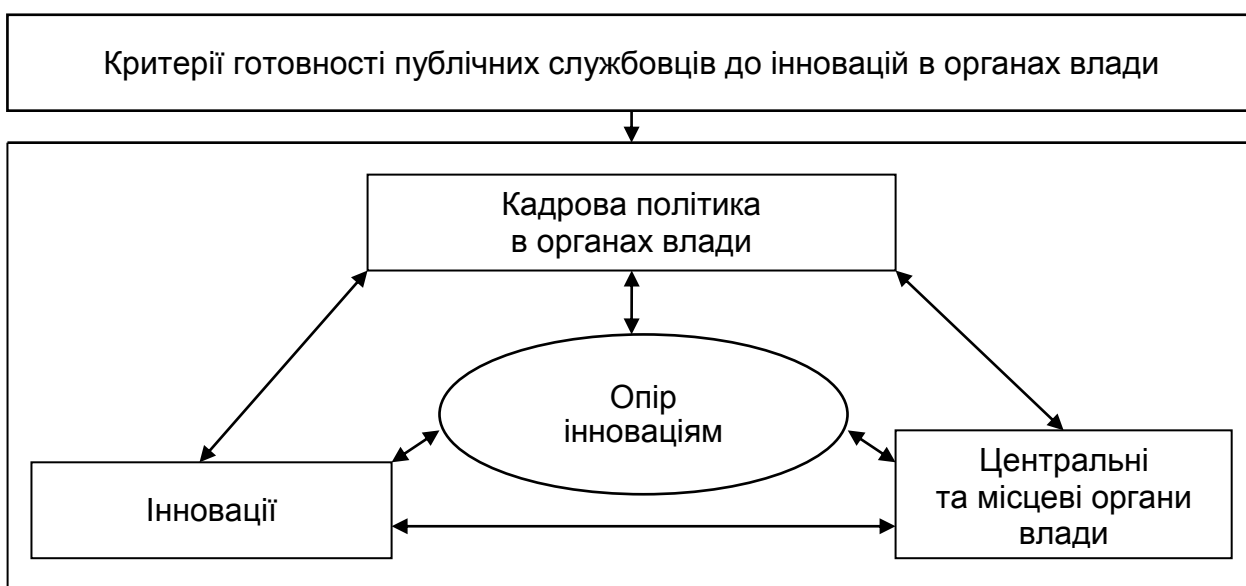 Критерії готовності публічних службовців до інновацій в органах влади
Кадрова політика
в органах влади
Опір
інноваціям
Інновації
Центральні
та місцеві органи
влади